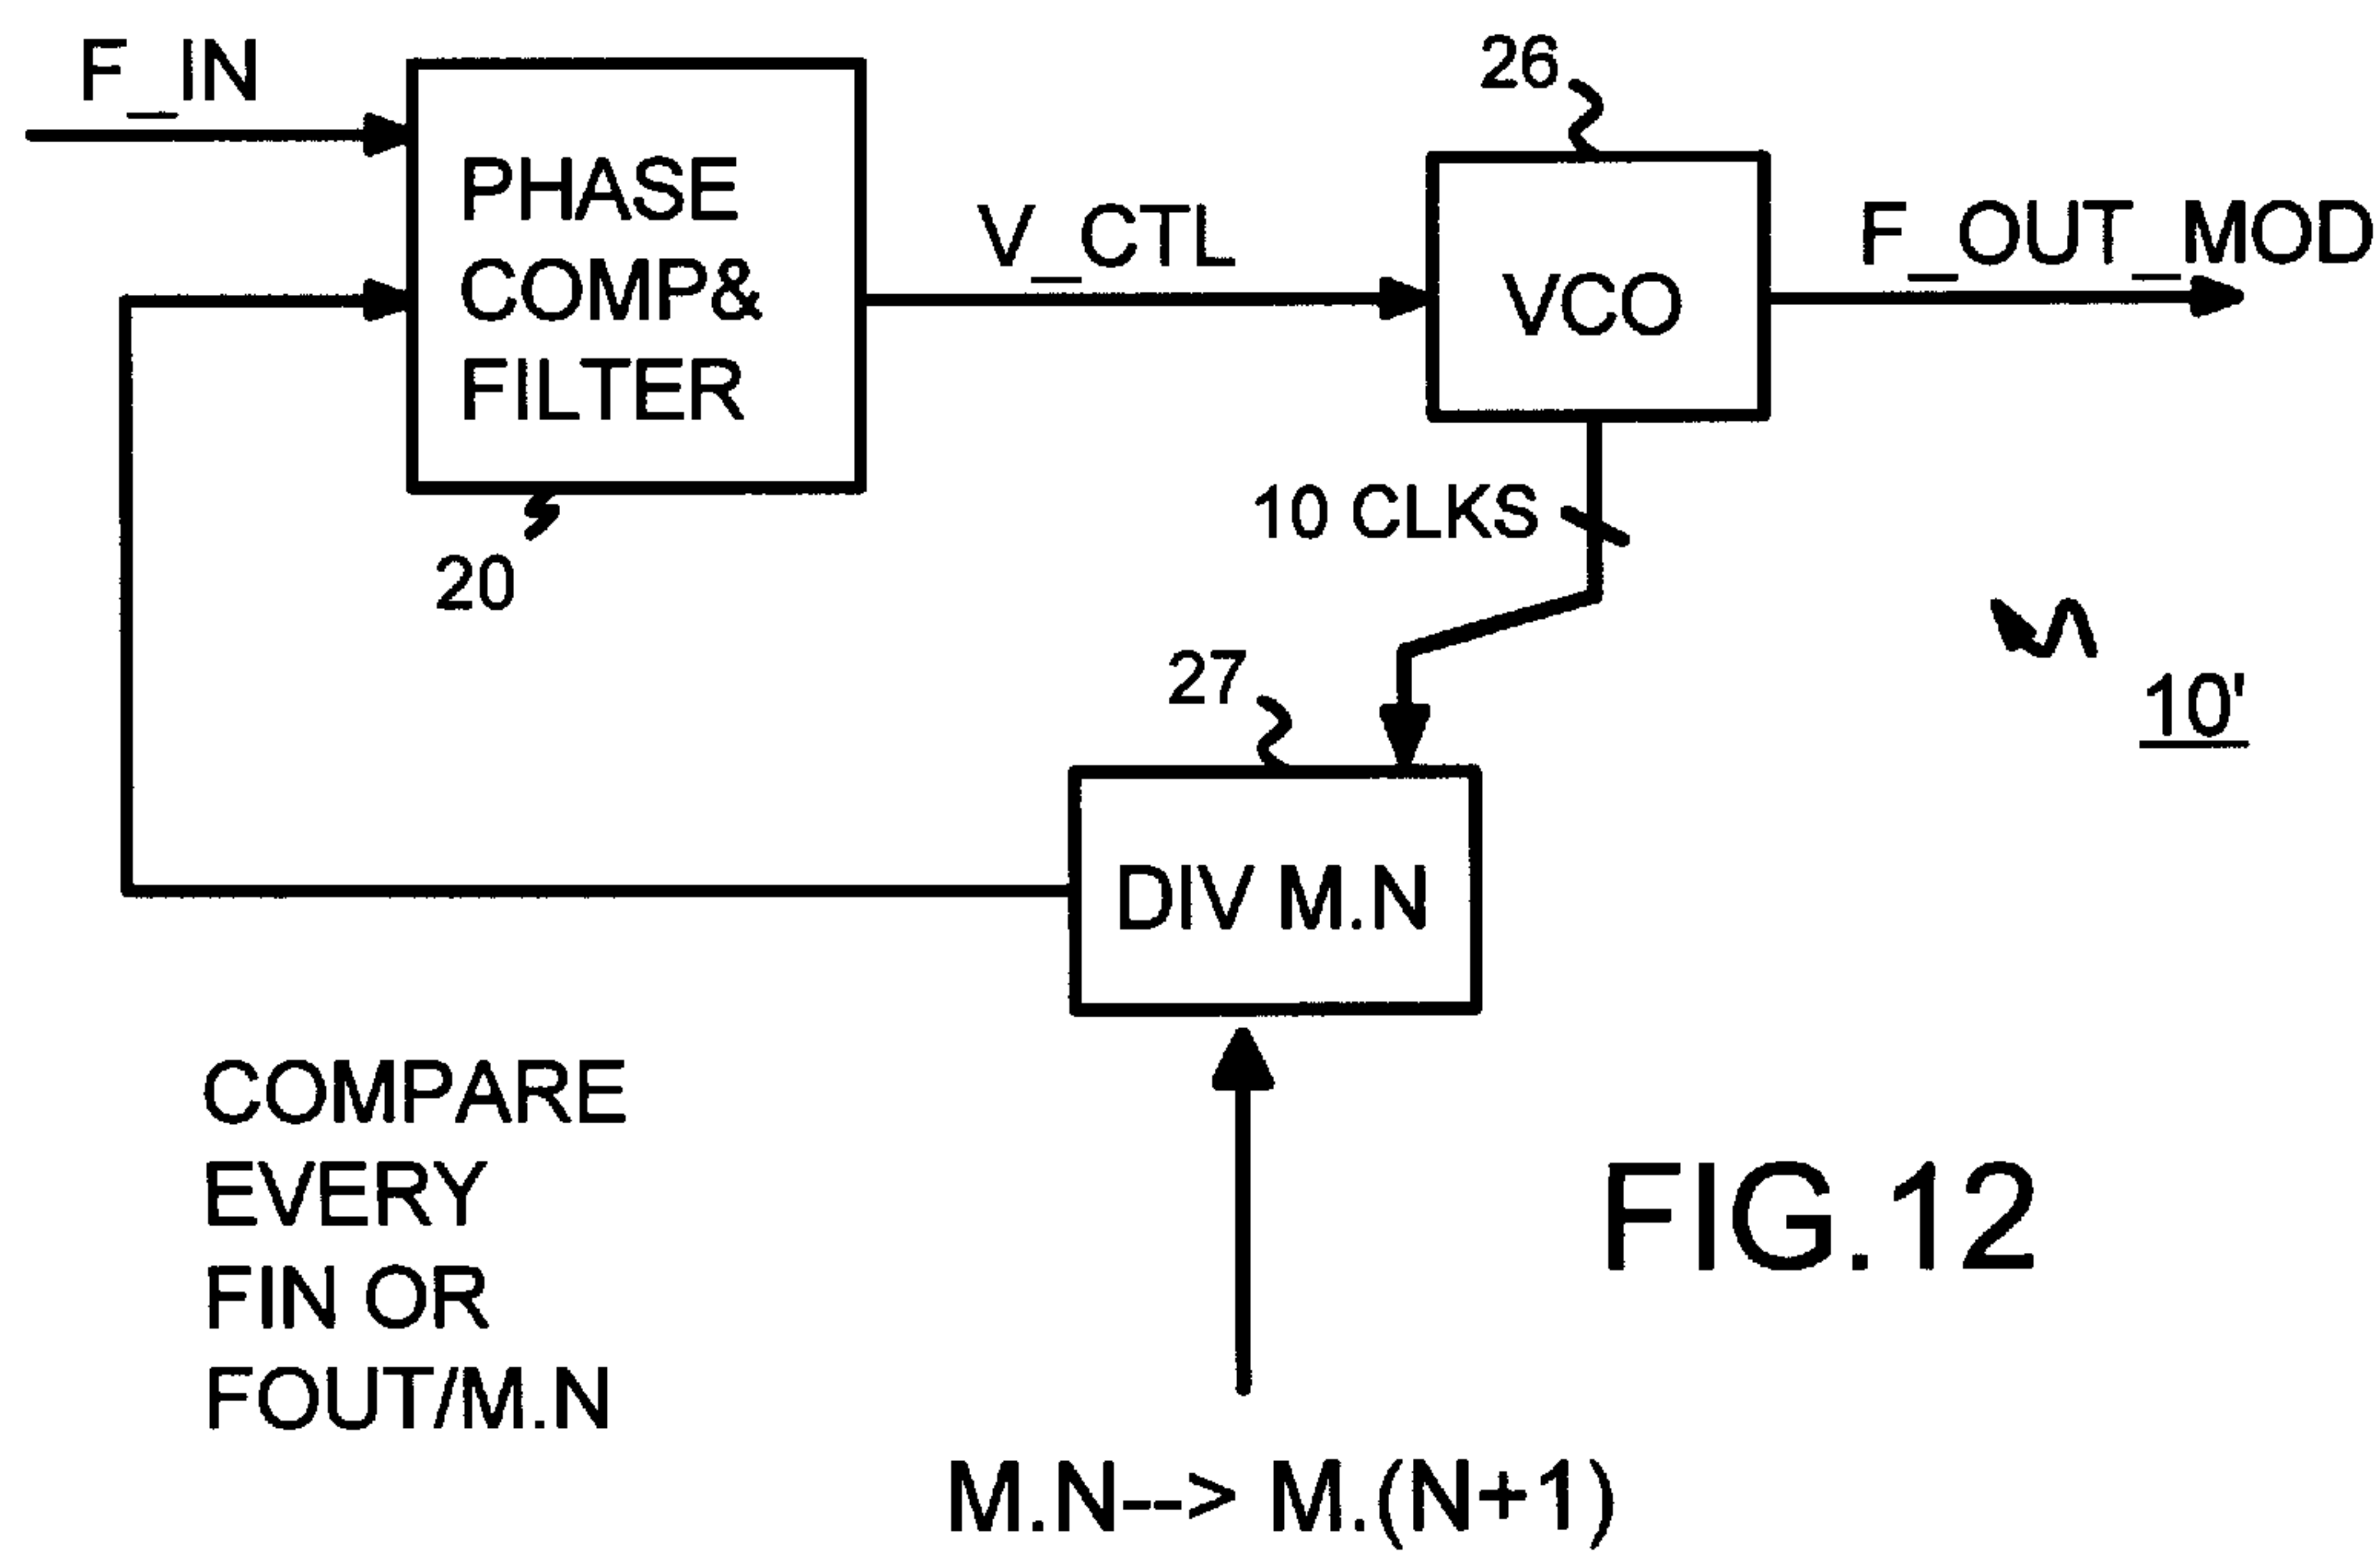 F_IN
26
PHASE
COMP&
FILTER
V_CTL
VCO
F_OUT_MOD
10 CLKS
20
27
10'
DIV M.N
COMPARE
EVERY
FIN OR
FOUT/M.N
FIG.12
M.N--> M.(N+1)